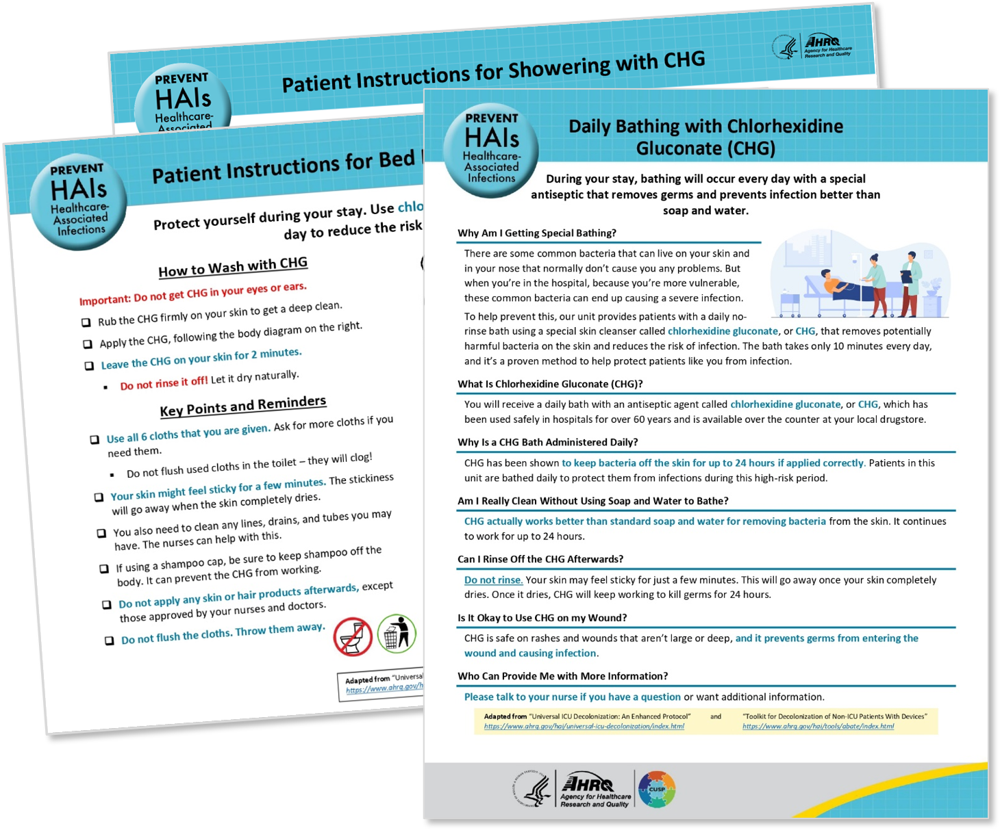 Patient Instructions for Showering with CHG
AHRQ
Agency for Healthcare
Research and Quality
PREVENT
HAIs
Healthcare-
Associated
PREVENT
HAIs
Healthcare-
Associated
Infections
Patient Instructions for Bed
Protect yourself during your stay. Use chlo
day to reduce the risk
How to Wash with CHG
Important: Do not get CHG in your eyes or ears.
❑ Rub the CHG firmly on your skin to get a deep clean.
❑ Apply the CHG, following the body diagram on the right.
❑ Leave the CHG on your skin for 2 minutes.
▪ Do not rinse it off! Let it dry naturally.
Key Points and Reminders
❑ Use all 6 cloths that you are given. Ask for more cloths if you
need them.
▪ Do not flush used cloths in the toilet – they will clog!
❑ Your skin might feel sticky for a few minutes. The stickiness
will go away when the skin completely dries.
❑ You also need to clean any lines, drains, and tubes you may
have. The nurses can help with this.
❑ If using a shampoo cap, be sure to keep shampoo off the
body. It can prevent the CHG from working.
❑ Do not apply any skin or hair products afterwards, except
those approved by your nurses and doctors.
❑ Do not flush the cloths. Throw them away.
Adapted from "Universal
https://www.ahrq.gov/h
PREVENT
HAIs
Healthcare-
Associated
Infections
Daily Bathing with Chlorhexidine
Gluconate (CHG)
During your stay, bathing will occur every day with a special
antiseptic that removes germs and prevents infection better than
soap and water.
Why Am I Getting Special Bathing?
There are some common bacteria that can live on your skin and
in your nose that normally don't cause you any problems. But
when you're in the hospital, because you're more vulnerable,
these common bacteria can end up causing a severe infection.
To help prevent this, our unit provides patients with a daily no-
rinse bath using a special skin cleanser called chlorhexidine gluconate, or CHG, that removes potentially
harmful bacteria on the skin and reduces the risk of infection. The bath takes only 10 minutes every day,
and it's a proven method to help protect patients like you from infection.
What Is Chlorhexidine Gluconate (CHG)?
You will receive a daily bath with an antiseptic agent called chlorhexidine gluconate, or CHG, which has
been used safely in hospitals for over 60 years and is available over the counter at your local drugstore.
Why Is a CHG Bath Administered Daily?
CHG has been shown to keep bacteria off the skin for up to 24 hours if applied correctly. Patients in this
unit are bathed daily to protect them from infections during this high-risk period.
Am I Really Clean Without Using Soap and Water to Bathe?
CHG actually works better than standard soap and water for removing bacteria from the skin. It continues
to work for up to 24 hours.
Can I Rinse Off the CHG Afterwards?
Do not rinse. Your skin may feel sticky for just a few minutes. This will go away once your skin completely
dries. Once it dries, CHG will keep working to kill germs for 24 hours.
Is It Okay to Use CHG on my Wound?
CHG is safe on rashes and wounds that aren't large or deep, and it prevents germs from entering the
wound and causing infection.
Who Can Provide Me with More Information?
Please talk to your nurse if you have a question or want additional information.
Adapted from "Universal ICU Decolonization: An Enhanced Protocol" and "Toolkit for Decolonization of Non-ICU Patients With Devices"
https://www.ahrq.gov/hai/universal-icu-decolonization/index.html https://www.ahrq.gov/hai/tools/abate/index.html
AHRQ
Agency for Healthcare
Research and Quality
CUSP